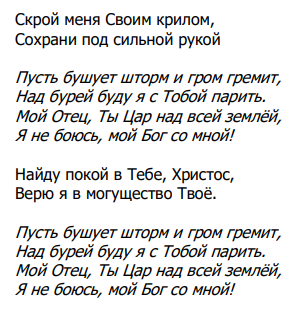 Скрой меня Своим крилом,
Сохрани под сильной рукой

Пусть бушует шторм и гром гремит,
Над бурей буду я с Тобой парить.
Мой Отец, Ты Цар над всей землёй,
Я не боюсь, мой Бог со мной!

Найду покой в Тебе, Христос,
Верю я в могущество Твоё.

Пусть бушует шторм и гром гремит,
Над бурей буду я с Тобой парить.
Мой Отец, Ты Цар над всей землёй,
Я не боюсь, мой Бог со мной!